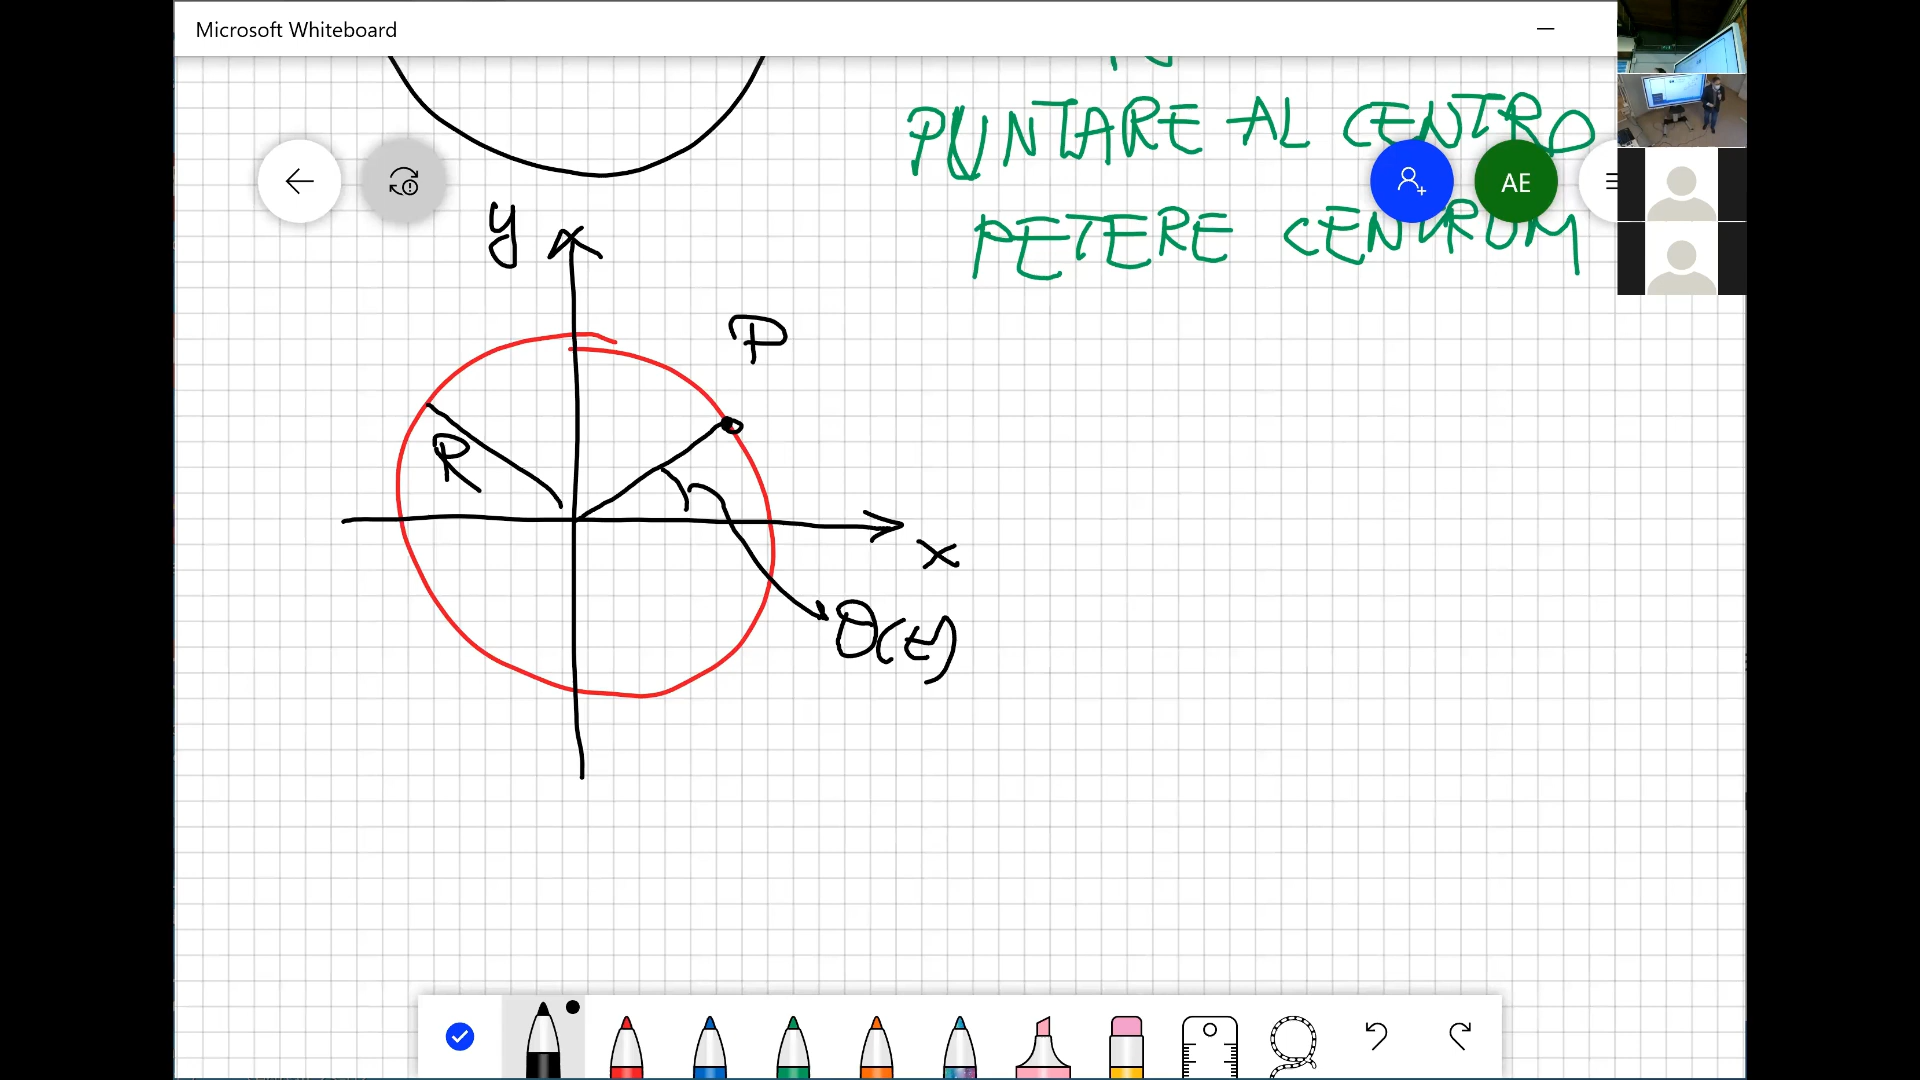 Microsoft Whiteboard
PUNTARE AL CENTRO
PETERE CENTRUM
AE
y
P
R
x
θ(t)